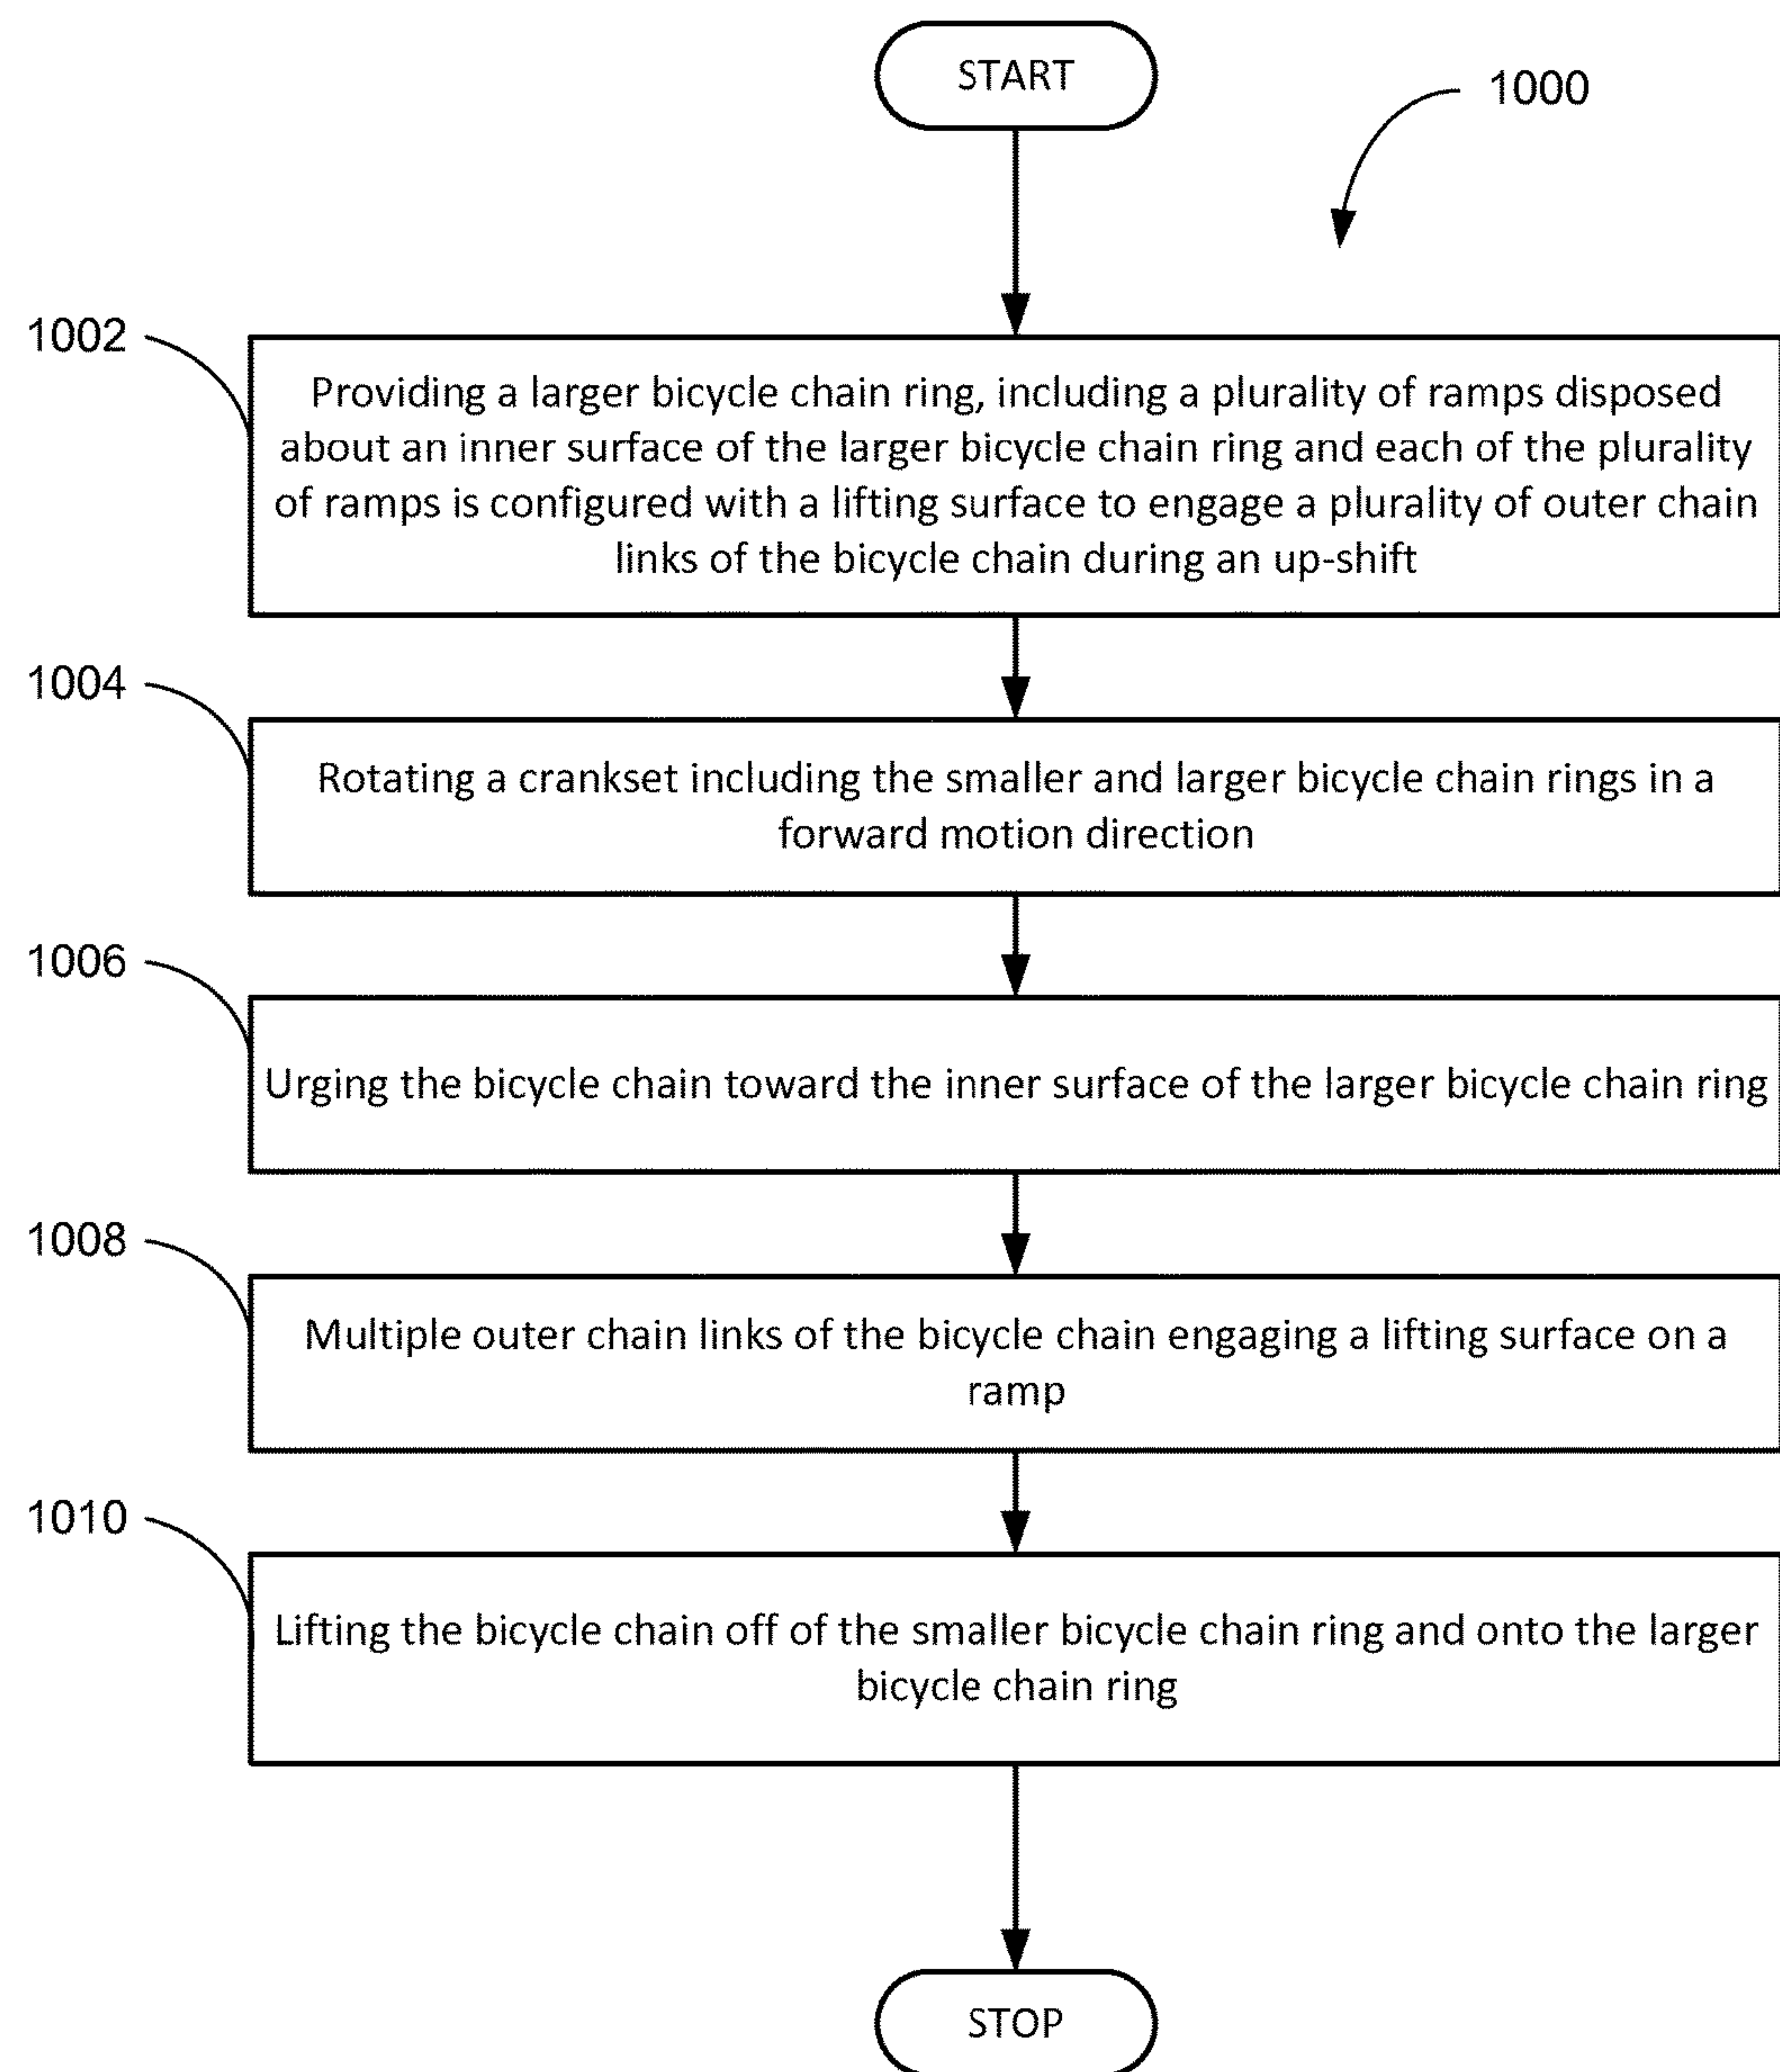 START
1000
1002
Providing a larger bicycle chain ring, including a plurality of ramps disposed
about an inner surface of the larger bicycle chain ring and each of the plurality
of ramps is configured with a lifting surface to engage a plurality of outer chain
links of the bicycle chain during an up-shift
1004
Rotating a crankset including the smaller and larger bicycle chain rings in a
forward motion direction
1006
Urging the bicycle chain toward the inner surface of the larger bicycle chain ring
1008
Multiple outer chain links of the bicycle chain engaging a lifting surface on a
ramp
1010
Lifting the bicycle chain off of the smaller bicycle chain ring and onto the larger
bicycle chain ring
STOP